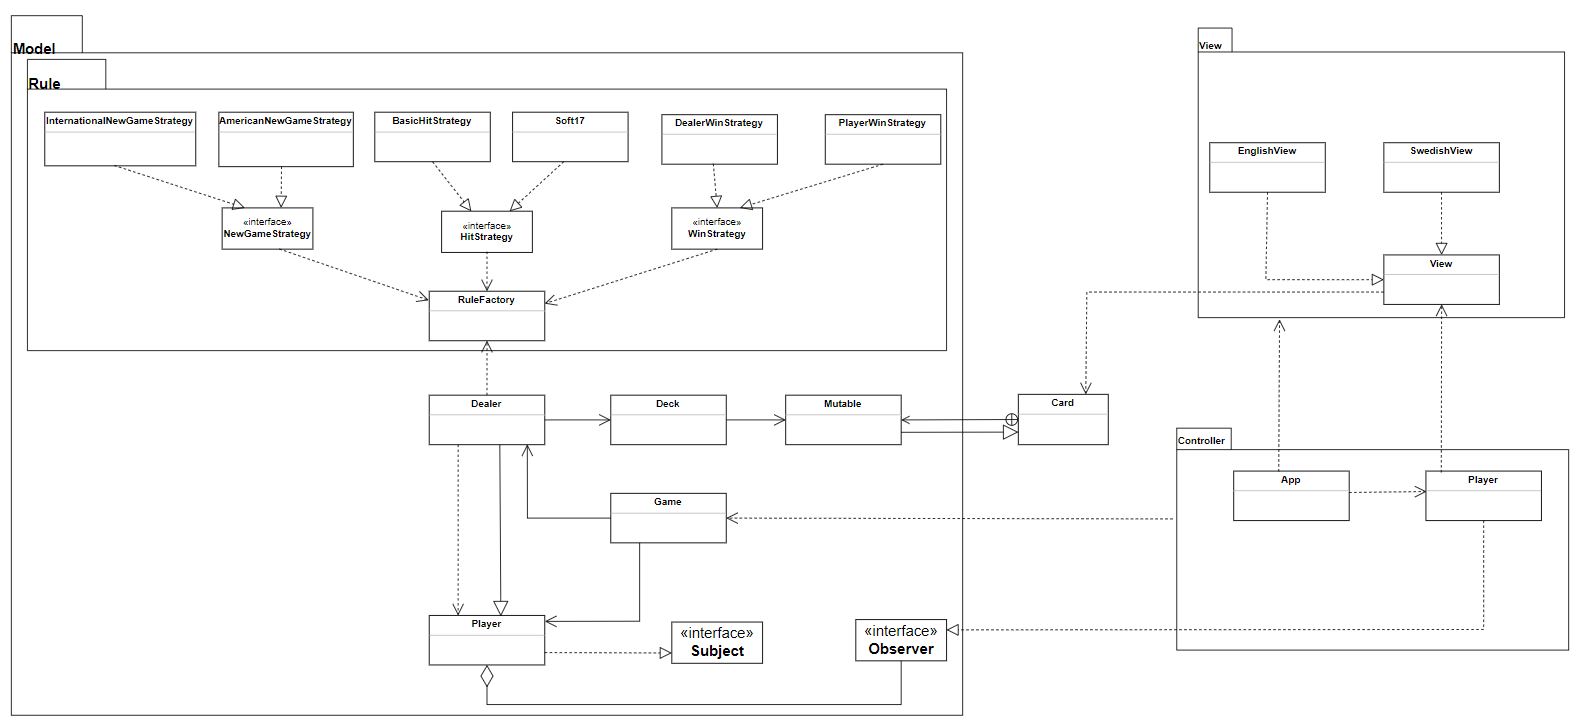 Model
Rule
InternationalNewGameStrategy
AmericanNewGameStrategy
BasicHitStrategy
Soft17
DealerWinStrategy
PlayerWinStrategy
«interface»
NewGameStrategy
«interface»
HitStrategy
«interface»
WinStrategy
RuleFactory
Dealer
Deck
Mutable
Card
Game
Player
«interface»
Subject
«interface»
Observer
View
EnglishView
SwedishView
View
Controller
App
Player